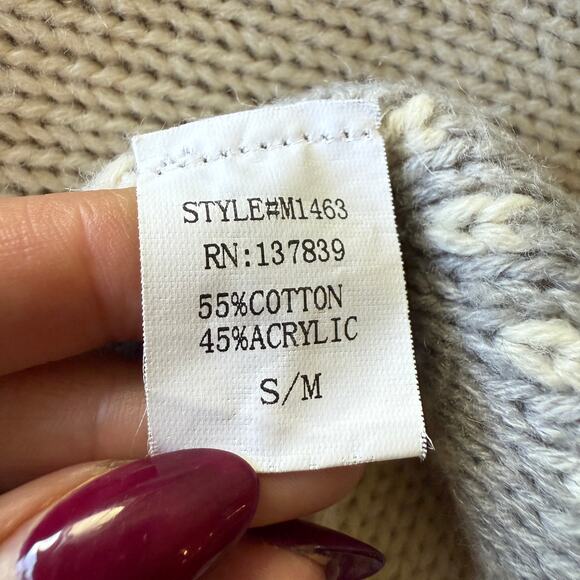 STYLE#M1463
RN:137839
55%COTTON
45%ACRYLIC
S/M